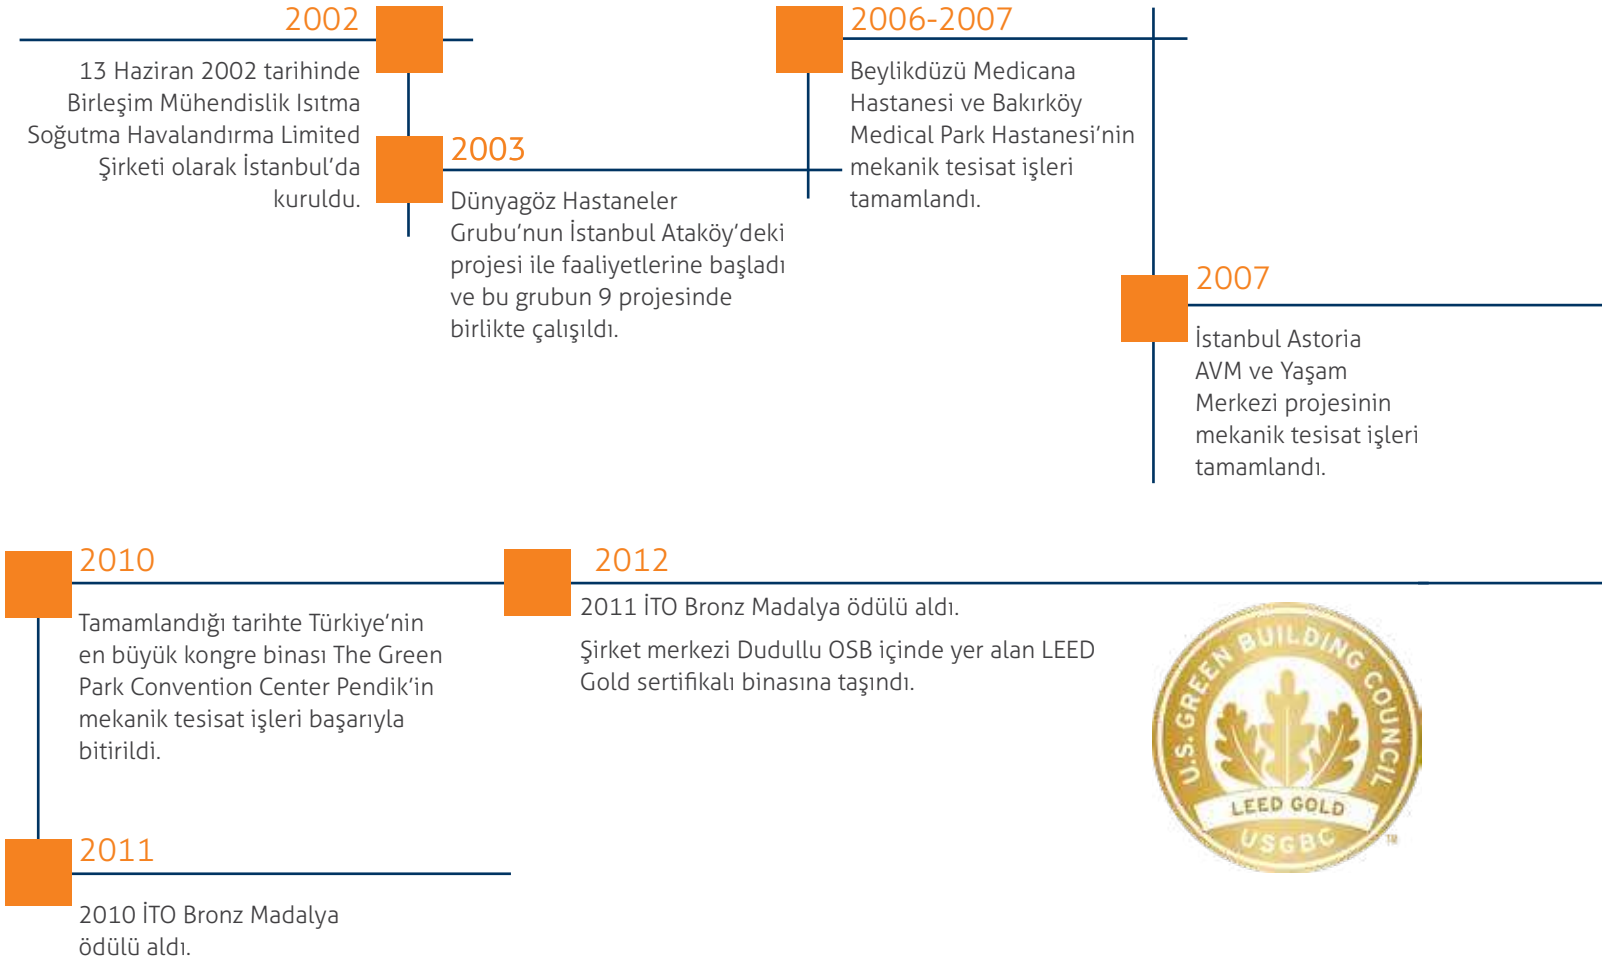 2002
13 Haziran 2002 tarihinde
Birleşim Mühendislik Isıtma
Soğutma Havalandırma Limited
Şirketi olarak İstanbul’da
kuruldu.
2003
Dünyagöz Hastaneler
Grubu’nun İstanbul Ataköy’deki
projesi ile faaliyetlerine başladı
ve bu grubun 9 projesinde
birlikte çalışıldı.
2006-2007
Beylikdüzü Medicana
Hastanesi ve Bakırköy
Medical Park Hastanesi’nin
mekanik tesisat işleri
tamamlandı.
2007
İstanbul Astoria
AVM ve Yaşam
Merkezi projesinin
mekanik tesisat işleri
tamamlandı.
2010
Tamamlandığı tarihte Türkiye’nin
en büyük kongre binası The Green
Park Convention Center Pendik’in
mekanik tesisat işleri başarıyla
bitirildi.
2011
2010 İTO Bronz Madalya
ödülü aldı.
2012
2011 İTO Bronz Madalya ödülü aldı.
Şirket merkezi Dudullu OSB içinde yer alan LEED
Gold sertifikalı binasına taşındı.
U.S. GREEN BUILDING COUNCIL
LEED GOLD
USGBC